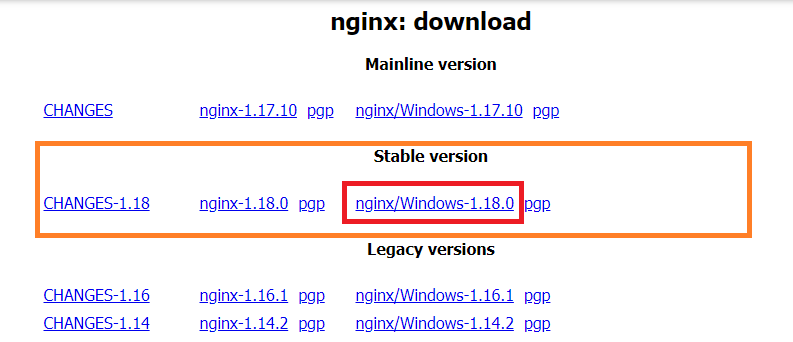 nginx: download
Mainline version
CHANGES nginx-1.17.10 pgp nginx/Windows-1.17.10 pgp
Stable version
CHANGES-1.18 nginx-1.18.0 pgp nginx/Windows-1.18.0 pgp
Legacy versions
CHANGES-1.16 nginx-1.16.1 pgp nginx/Windows-1.16.1 pgp
CHANGES-1.14 nginx-1.14.2 pgp nginx/Windows-1.14.2 pgp